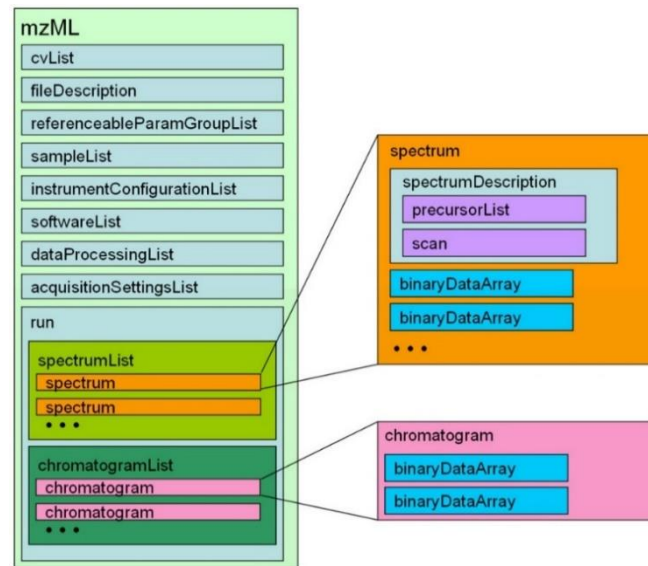 mzML
cvList
fileDescription
referenceableParamGroupList
sampleList
instrumentConfigurationList
softwareList
dataProcessingList
acquisitionSettingsList
run
spectrumList
spectrum
spectrum
• • •
chromatogramList
chromatogram
chromatogram
• • •
spectrum
spectrumDescription
precursorList
scan
binaryDataArray
binaryDataArray
• • •
chromatogram
binaryDataArray
binaryDataArray